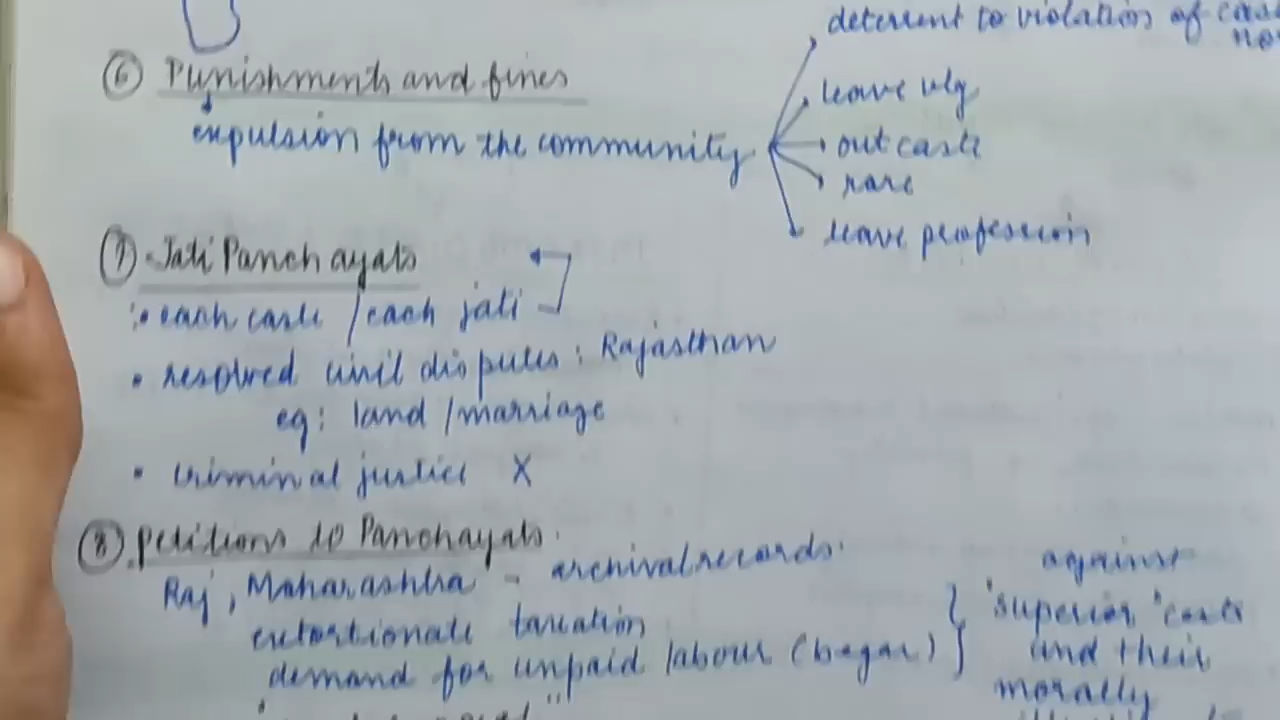 deterrent to violation of
⑥ Punishments and fines
leave vlg
expulsion from the community
out caste
rare
leave profession
⑦ Jati Panchayats
each caste / each jati
• resolved civil disputes : Rajasthan
eg: land / marriage
• criminal justice X
⑧ Petitions to Panchayats
Raj, Maharashtra - archival records
extortionate taxation
demand for unpaid labour (begar)
against
'superior' caste
and their
morally